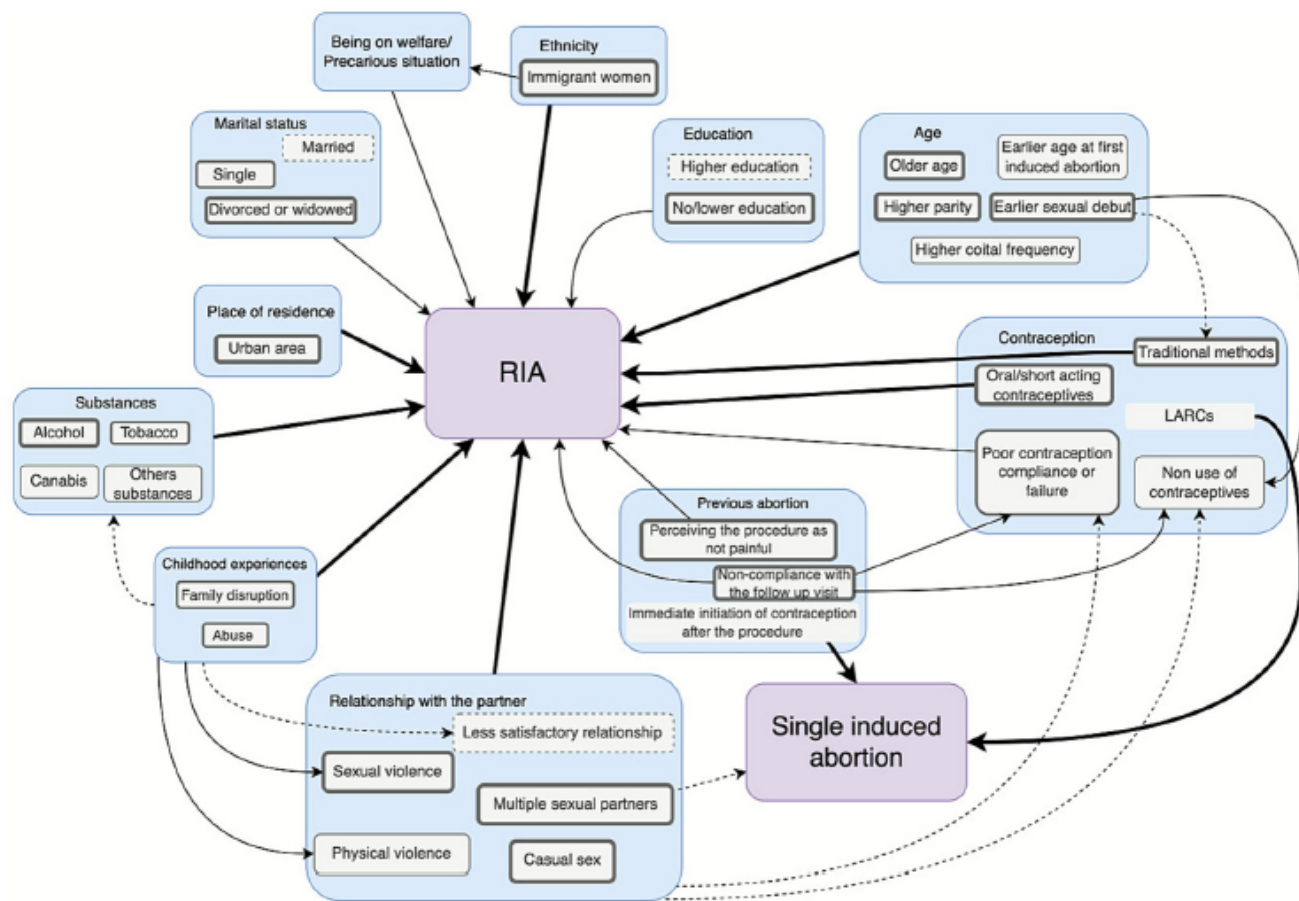 Being on welfare/
Precarious situation
Ethnicity
Immigrant women
Marital status
Married
Single
Divorced or widowed
Education
Higher education
No/lower education
Age
Older age
Earlier age at first
induced abortion
Higher parity
Earlier sexual debut
Higher coital frequency
Place of residence
Urban area
RIA
Contraception
Traditional methods
Oral/short acting
contraceptives
LARCs
Poor contraception
compliance or
failure
Non use of
contraceptives
Substances
Alcohol
Tobacco
Canabis
Others
substances
Previous abortion
Perceiving the procedure as
not painful
Non-compliance with
the follow up visit
Immediate initiation of contraception
after the procedure
Childhood experiences
Family disruption
Abuse
Relationship with the partner
Less satisfactory relationship
Sexual violence
Multiple sexual partners
Physical violence
Casual sex
Single induced
abortion